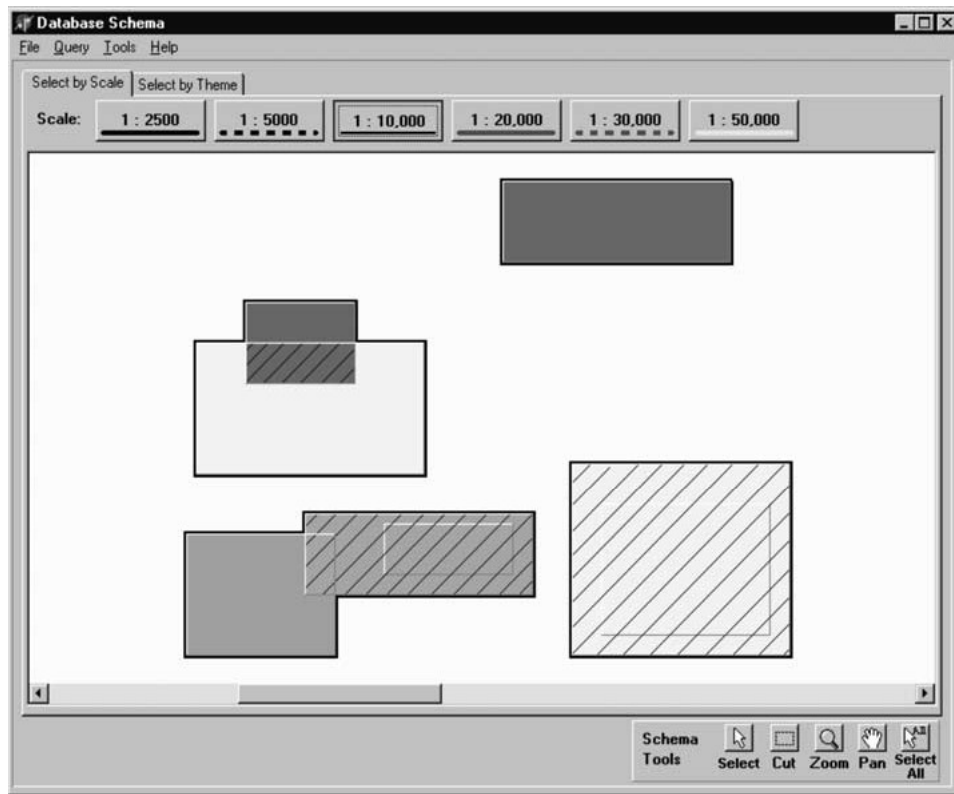 Database Schema
File Query Tools Help
Select by Scale Select by Theme
Scale: 1 : 2500 1 : 5000 1 : 10,000 1 : 20,000 1 : 30,000 1 : 50,000
Schema Tools
Select Cut Zoom Pan Select All